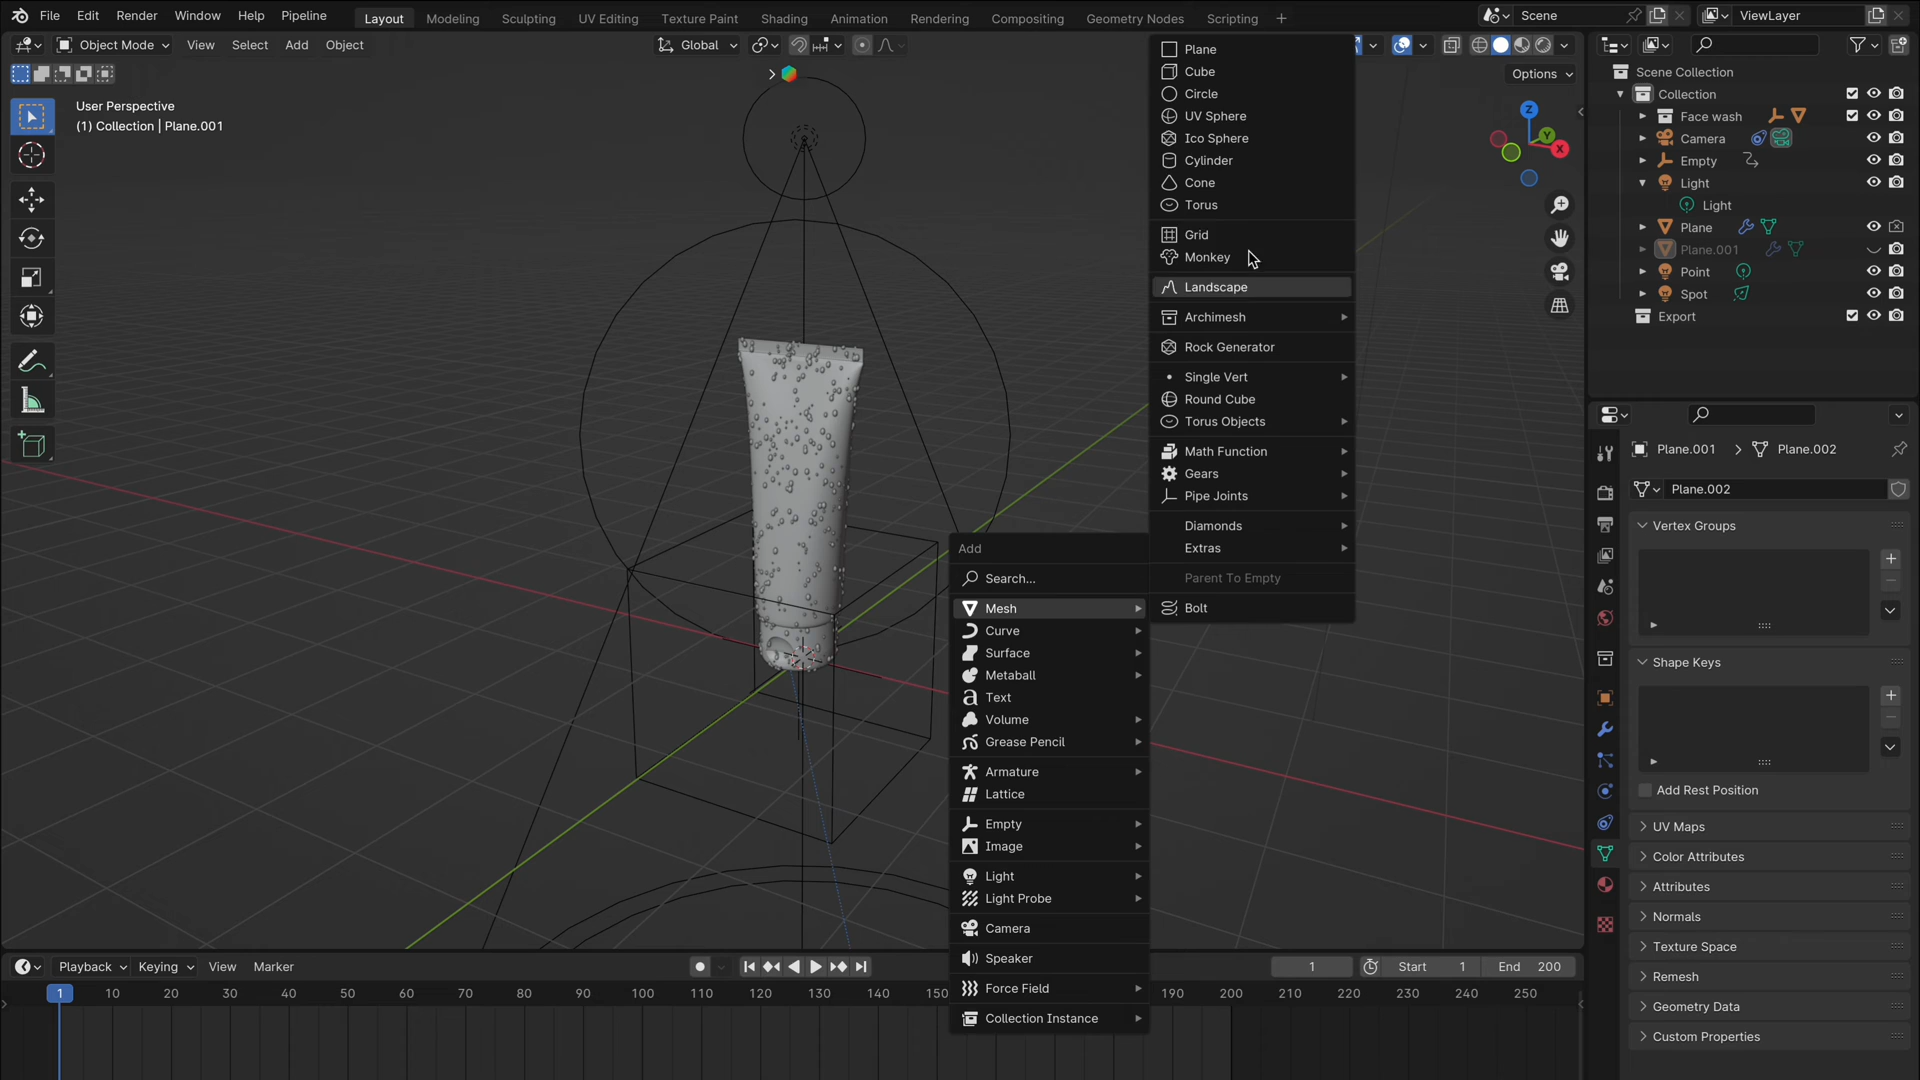 File Edit Render Window Help Pipeline Layout Modeling Sculpting UV Editing Texture Paint Shading Animation Rendering Compositing Geometry Nodes Scripting + Scene ViewLayer
Object Mode View Select Add Object Global
Options
User Perspective
(1) Collection | Plane.001
Z
Y
X
Plane
Cube
Circle
UV Sphere
Ico Sphere
Cylinder
Cone
Torus
Grid
Monkey
Landscape
Archimesh
Rock Generator
Single Vert
Round Cube
Torus Objects
Math Function
Gears
Pipe Joints
Diamonds
Extras
Parent To Empty
Bolt
Add
Search...
Mesh
Curve
Surface
Metaball
Text
Volume
Grease Pencil
Armature
Lattice
Empty
Image
Light
Light Probe
Camera
Speaker
Force Field
Collection Instance
Scene Collection
Collection
Face wash
Camera
Empty
Light
Light
Plane
Plane.001
Point
Spot
Export
Plane.001 > Plane.002
Plane.002
Vertex Groups
Shape Keys
Add Rest Position
UV Maps
Color Attributes
Attributes
Normals
Texture Space
Remesh
Geometry Data
Custom Properties
Playback Keying View Marker 1 Start 1 End 200
1 10 20 30 40 50 60 70 80 90 100 110 120 130 140 150 190 200 210 220 230 240 250